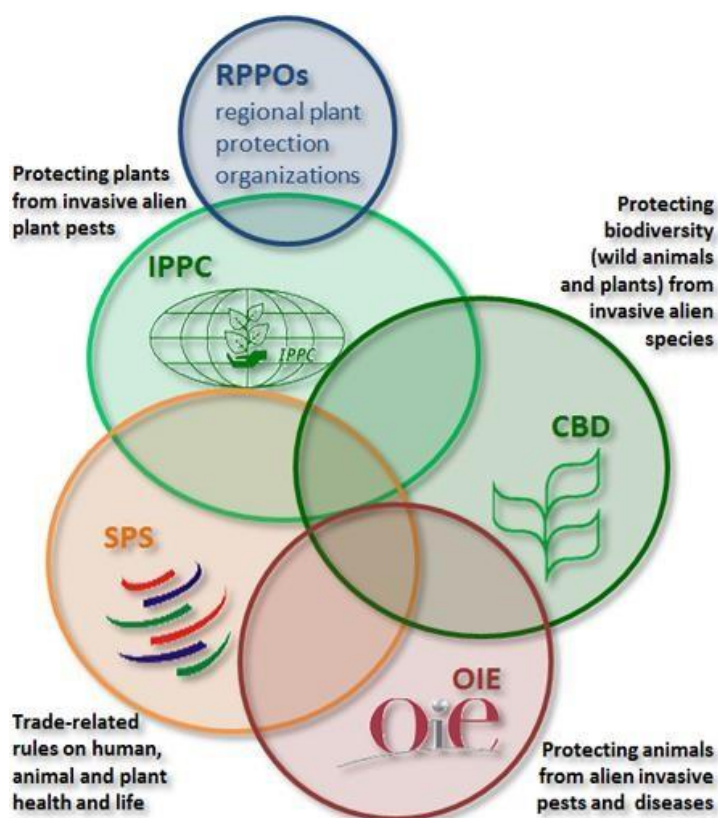 RPPOs
regional plant
protection
organizations
Protecting plants
from invasive alien
plant pests
Protecting
biodiversity
(wild animals
and plants) from
invasive alien
species
IPPC
IPPC
CBD
SPS
OIE
Oie
Trade-related
rules on human,
animal and plant
health and life
Protecting animals
from alien invasive
pests and diseases